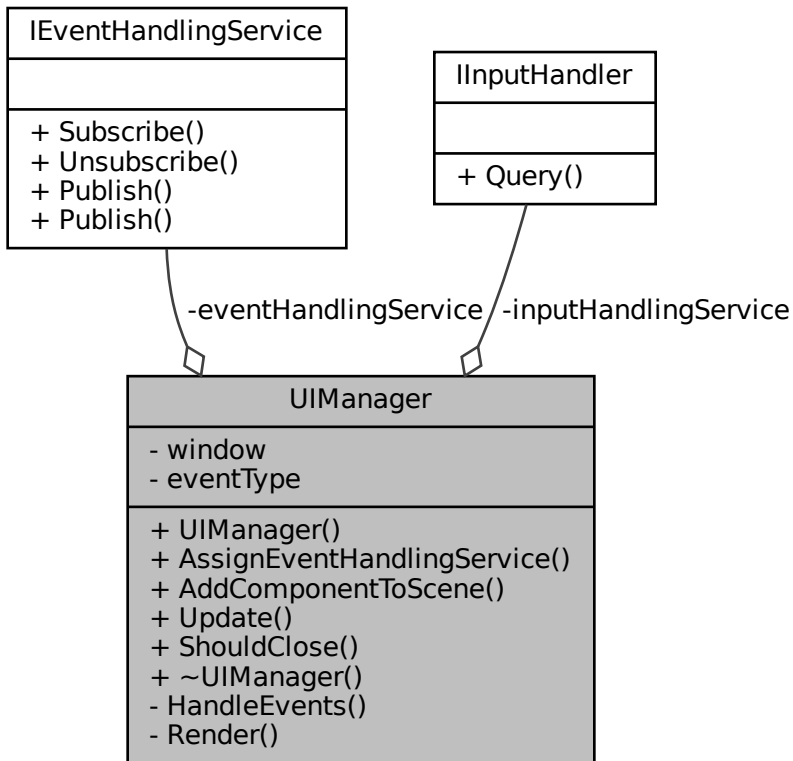 IEventHandlingService
+ Subscribe()
+ Unsubscribe()
+ Publish()
+ Publish()
IInputHandler
+ Query()
-eventHandlingService
-inputHandlingService
UIManager
- window
- eventType
+ UIManager()
+ AssignEventHandlingService()
+ AddComponentToScene()
+ Update()
+ ShouldClose()
+ ~UIManager()
- HandleEvents()
- Render()